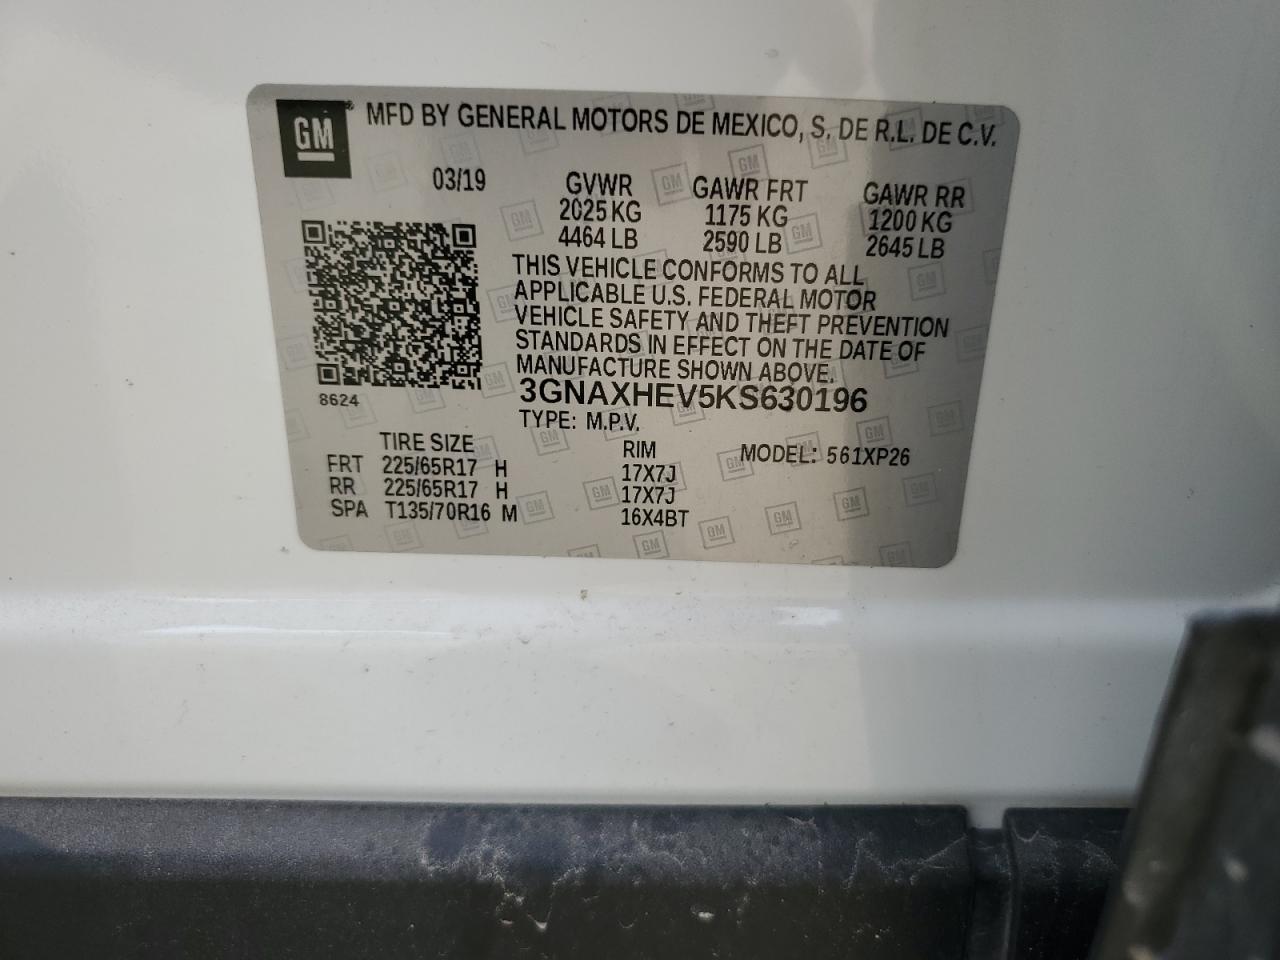 GM® MFD BY GENERAL MOTORS DE MEXICO, S. DE R.L. DE C.V.
03/19 GVWR GAWR FRT GAWR RR
2025 KG 1175 KG 1200 KG
4464 LB 2590 LB 2645 LB
THIS VEHICLE CONFORMS TO ALL
APPLICABLE U.S. FEDERAL MOTOR
VEHICLE SAFETY AND THEFT PREVENTION
STANDARDS IN EFFECT ON THE DATE OF
MANUFACTURE SHOWN ABOVE.
8624 3GNAXHEV5KS630196
TYPE: M.P.V.
TIRE SIZE RIM MODEL: 561XP26
FRT 225/65R17 H 17X7J
RR 225/65R17 H 17X7J
SPA T135/70R16 M 16X4BT